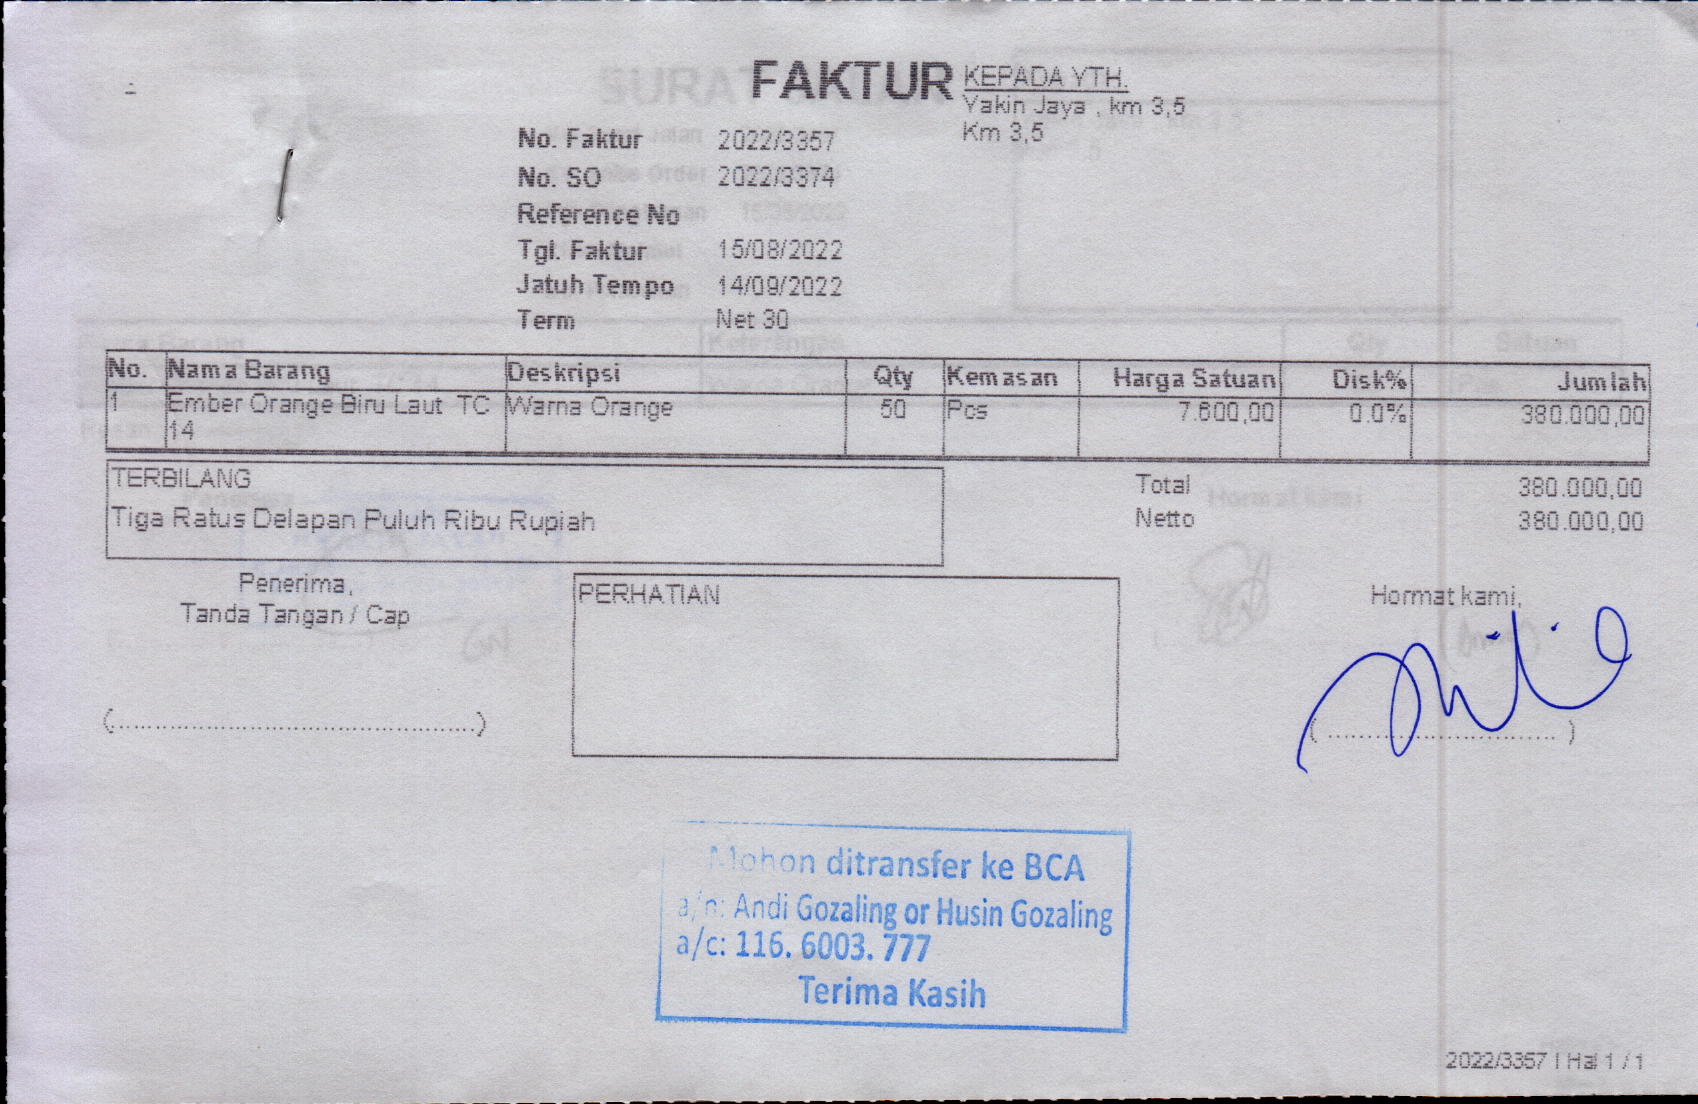 FAKTUR
KEPADA YTH.
Yakin Jaya , km 3,5
Km 3,5
No. Faktur 2022/3357
No. SO 2022/3374
Reference No
Tgl. Faktur 15/08/2022
Jatuh Tempo 14/09/2022
Term Net 30
No. Nama Barang Deskripsi Qty Kemasan Harga Satuan Disk% Jumlah
1 Ember Orange Biru Laut TC Warna Orange 50 Pcs 7.600,00 0.0% 380.000,00
14
TERBILANG
Tiga Ratus Delapan Puluh Ribu Rupiah
Total 380.000,00
Netto 380.000,00
Penerima,
Tanda Tangan / Cap
(..............................................)
PERHATIAN
Hormat kami,
( .............................. )
Mohon ditransfer ke BCA
a/n: Andi Gozaling or Husin Gozaling
a/c: 116. 6003. 777
Terima Kasih
2022/3357 | Hal 1 / 1